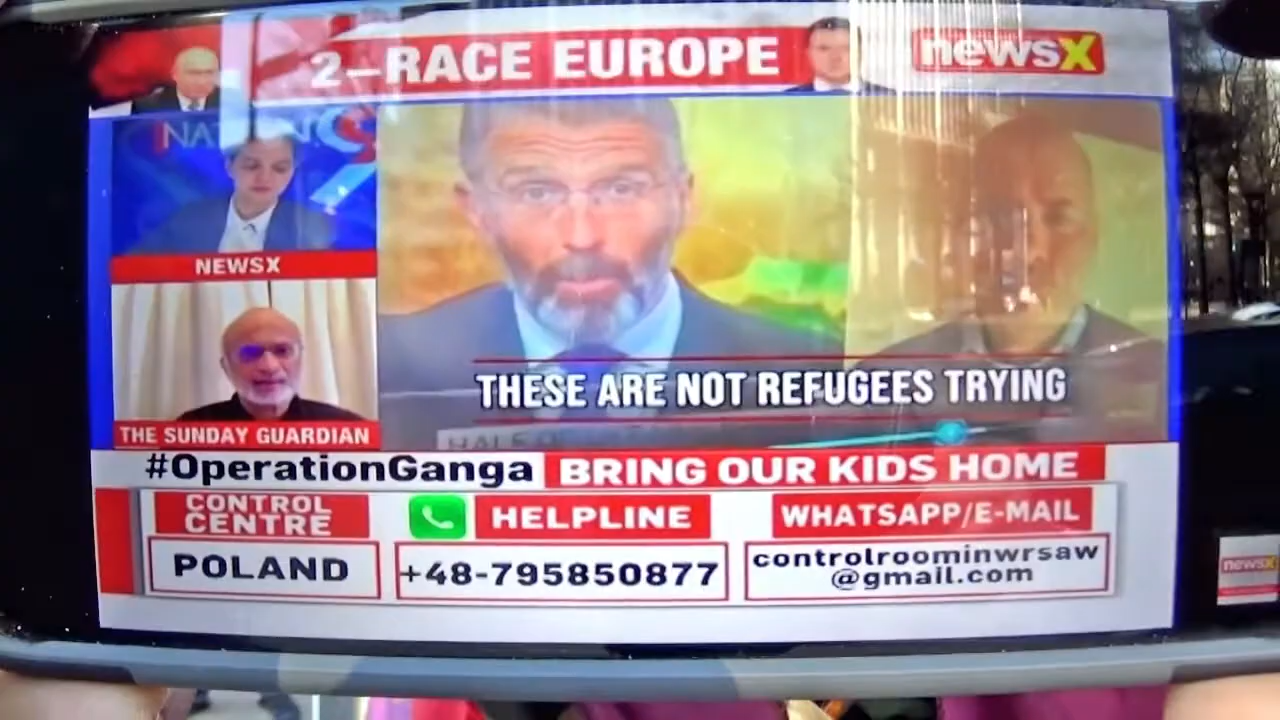 2-RACE EUROPE
newsX
NATION
NEWSX
THE SUNDAY GUARDIAN
THESE ARE NOT REFUGEES TRYING
#OperationGanga BRING OUR KIDS HOME
CONTROL CENTRE
HELPLINE
WHATSAPP/E-MAIL
POLAND
+48-795850877
controlroominwrsaw
@gmail.com
newsX